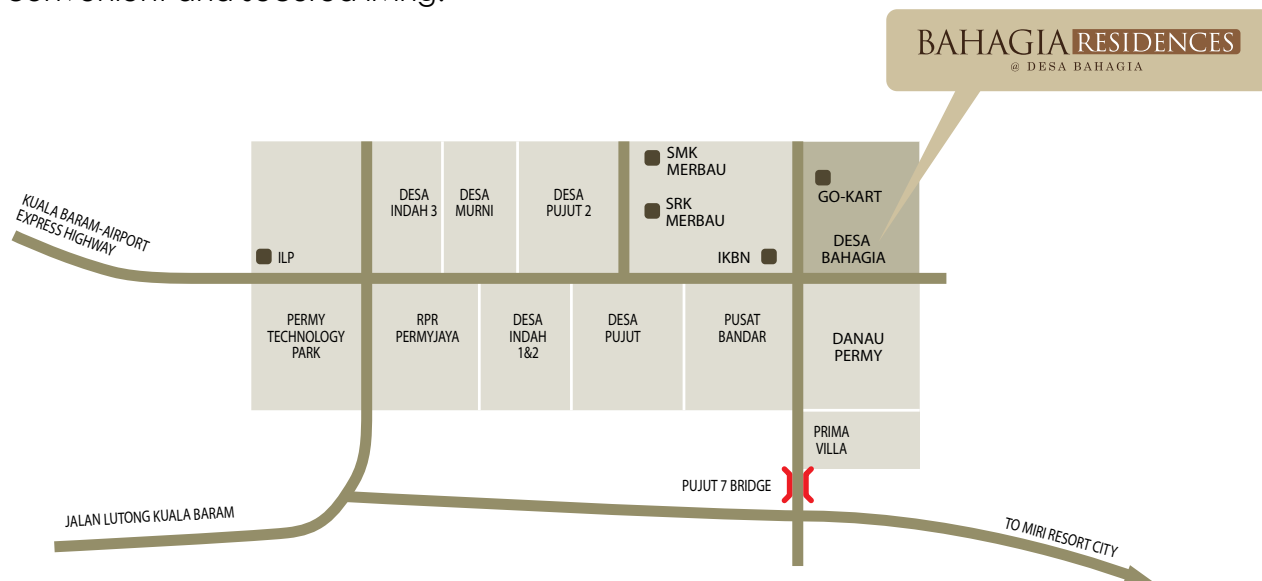 BAHAGIA RESIDENCES
@ DESA BAHAGIA
SMK
MERBAU
SRK
MERBAU
GO-KART
DESA
INDAH 3
DESA
MURNI
DESA
PUJUT 2
KUALA BARAM-AIRPORT
EXPRESS HIGHWAY
ILP
IKBN
DESA
BAHAGIA
PERMY
TECHNOLOGY
PARK
RPR
PERMYJAYA
DESA
INDAH
1&2
DESA
PUJUT
PUSAT
BANDAR
DANAU
PERMY
PRIMA
VILLA
PUJUT 7 BRIDGE
JALAN LUTONG KUALA BARAM
TO MIRI RESORT CITY